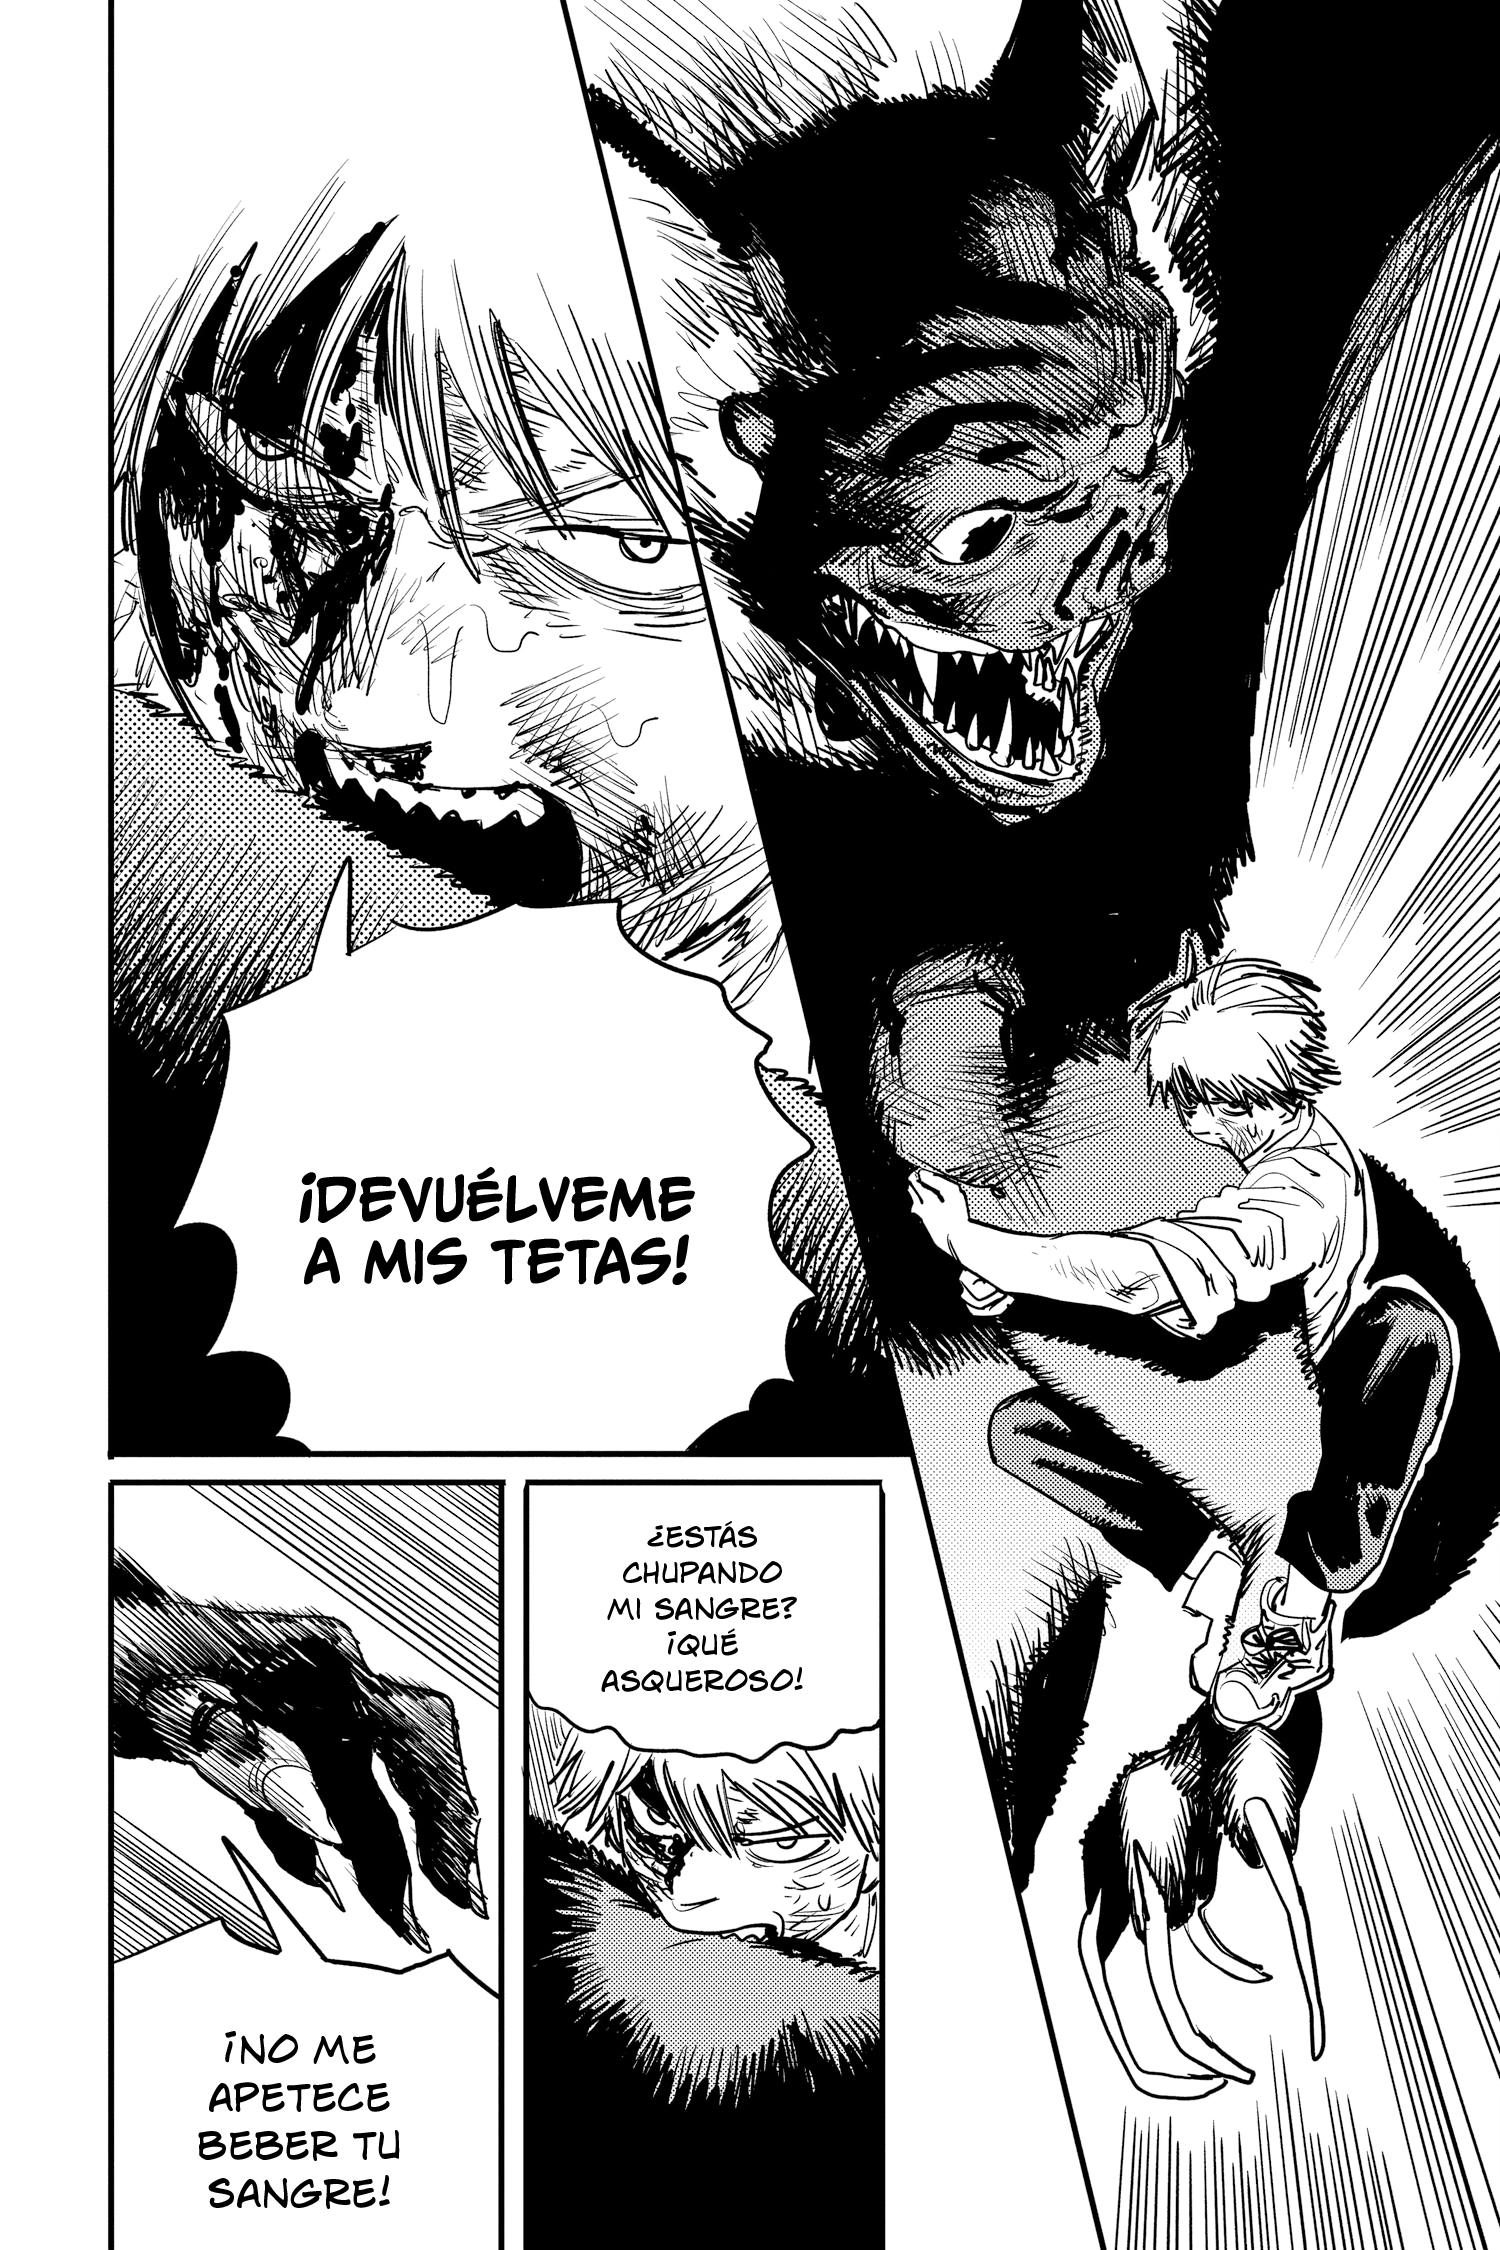 ¡DEVUÉLVEME
A MIS TETAS!
¿ESTÁS
CHUPANDO
MI SANGRE?
¡QUÉ
ASQUEROSO!
¡NO ME
APETECE
BEBER TU
SANGRE!